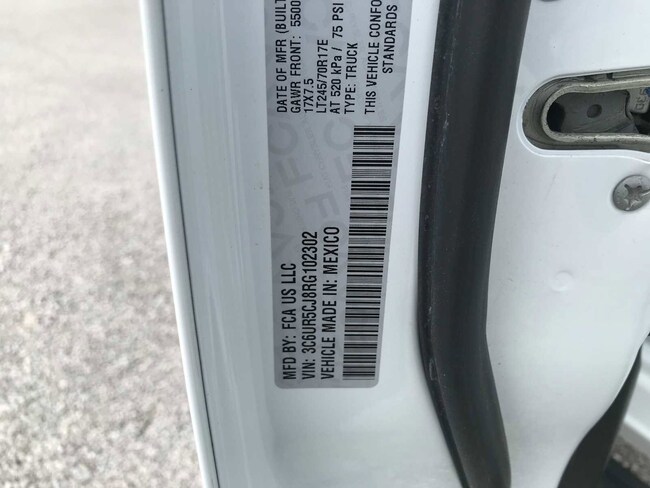 MFD BY: FCA US LLC
DATE OF MFR (BUILT
VIN: 3C6UR5CJ8RG102302
GAWR FRONT: 5500
VEHICLE MADE IN: MEXICO
17X7.5
LT245/70R17E
AT 520 kPa / 75 PSI
TYPE: TRUCK
THIS VEHICLE CONFO
STANDARDS